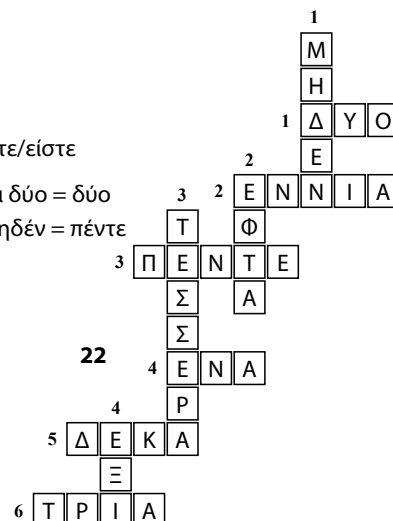 1
Μ
Η
1 Δ Υ Ο
τε/είστε
Ε
2
ι δύο = δύο
3
2 Ε Ν Ν Ι Α
ηδέν = πέντε
Τ Φ
3 Π Ε Ν Τ Ε
Σ Α
Σ
22
4 Ε Ν Α
4
Ρ
5 Δ Ε Κ Α
Ξ
6 Τ Ρ Ι Α